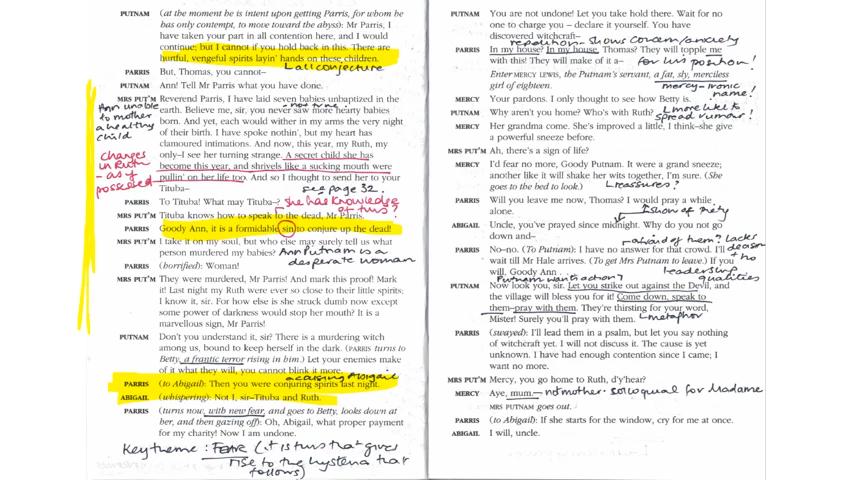 PUTNAM (at the moment he is intent upon getting Parris, for whom he
has only contempt, to move toward the abyss): Mr Parris, I
have taken your part in all contention here, and I would
continue; but I cannot if you hold back in this. There are
hurtful, vengeful spirits layin' hands on these children.
all conjecture
PARRIS But, Thomas, you cannot–
PUTNAM Ann! Tell Mr Parris what you have done.
MRS PUT'M Reverend Parris, I have laid seven babies unbaptized in the
earth. Believe me, sir, you never saw more hearty babies
born. And yet, each would wither in my arms the very night
of their birth. I have spoke nothin', but my heart has
clamoured intimations. And now, this year, my Ruth, my
only–I see her turning strange. A secret child she has
become this year, and shrivels like a sucking mouth were
pullin' on her life too. And so I thought to send her to your
Tituba–
Ann unable
to mother
a healthy
child
changes
in Ruth
- as if
possessed
see page 32.
PARRIS To Tituba! What may Tituba–?
she has knowledge
of this?
MRS PUT'M Tituba knows how to speak to the dead, Mr Parris.
PARRIS Goody Ann, it is a formidable sin to conjure up the dead!
MRS PUT'M I take it on my soul, but who else may surely tell us what
person murdered my babies?
Ann Putnam is a
desperate woman
PARRIS (horrified): Woman!
MRS PUT'M They were murdered, Mr Parris! And mark this proof! Mark
it! Last night my Ruth were ever so close to their little spirits;
I know it, sir. For how else is she struck dumb now except
some power of darkness would stop her mouth? It is a
marvellous sign, Mr Parris!
PUTNAM Don't you understand it, sir? There is a murdering witch
among us, bound to keep herself in the dark. (PARRIS turns to
Betty, a frantic terror rising in him.) Let your enemies make
of it what they will, you cannot blink it more.
accusing Abigail
PARRIS (to Abigail): Then you were conjuring spirits last night.
ABIGAIL (whispering): Not I, sir–Tituba and Ruth.
PARRIS (turns now, with new fear, and goes to Betty, looks down at
her, and then gazing off): Oh, Abigail, what proper payment
for my charity! Now I am undone.
Key theme: FEAR (it is this that gives
rise to the hysteria that
follows)
PUTNAM You are not undone! Let you take hold here. Wait for no
one to charge you – declare it yourself. You have
discovered witchcraft–
repetition - shows concern/anxiety
PARRIS In my house? In my house, Thomas? They will topple me
with this! They will make of it–
for his position!
Enter MERCY LEWIS, the Putnam's servant, a fat, sly, merciless
girl of eighteen.
mercy - ironic
name!
MERCY Your pardons. I only thought to see how Betty is.
PUTNAM Why aren't you home? Who's with Ruth?
more like to
spread rumour!
MERCY Her grandma come. She's improved a little, I think–she give
a powerful sneeze before.
MRS PUT'M Ah, there's a sign of life?
MERCY I'd fear no more, Goody Putnam. It were a grand sneeze;
another like it will shake her wits together, I'm sure. (She
goes to the bed to look.)
PARRIS Will you leave me now, Thomas? I would pray a while
alone.
show of piety
ABIGAIL Uncle, you've prayed since midnight. Why do you not go
down and–
afraid of them? Lacks
PARRIS No–no. (To Putnam): I have no answer for that crowd. I'll
wait till Mr Hale arrives. (To get Mrs Putnam to leave.) If you
will, Goody Ann
leadership
qualities
Putnam wants action?
PUTNAM Now look you, sir. Let you strike out against the Devil, and
the village will bless you for it! Come down, speak to
them–pray with them. They're thirsting for your word,
Mister! Surely you'll pray with them.
metaphor
PARRIS (swayed): I'll lead them in a psalm, but let you say nothing
of witchcraft yet. I will not discuss it. The cause is yet
unknown. I have had enough contention since I came; I
want no more.
MRS PUT'M Mercy, you go home to Ruth, d'y'hear?
MERCY Aye, mum. – not mother - colloquial for Madame
MRS PUTNAM goes out.
PARRIS (to Abigail): If she starts for the window, cry for me at once.
ABIGAIL I will, uncle.